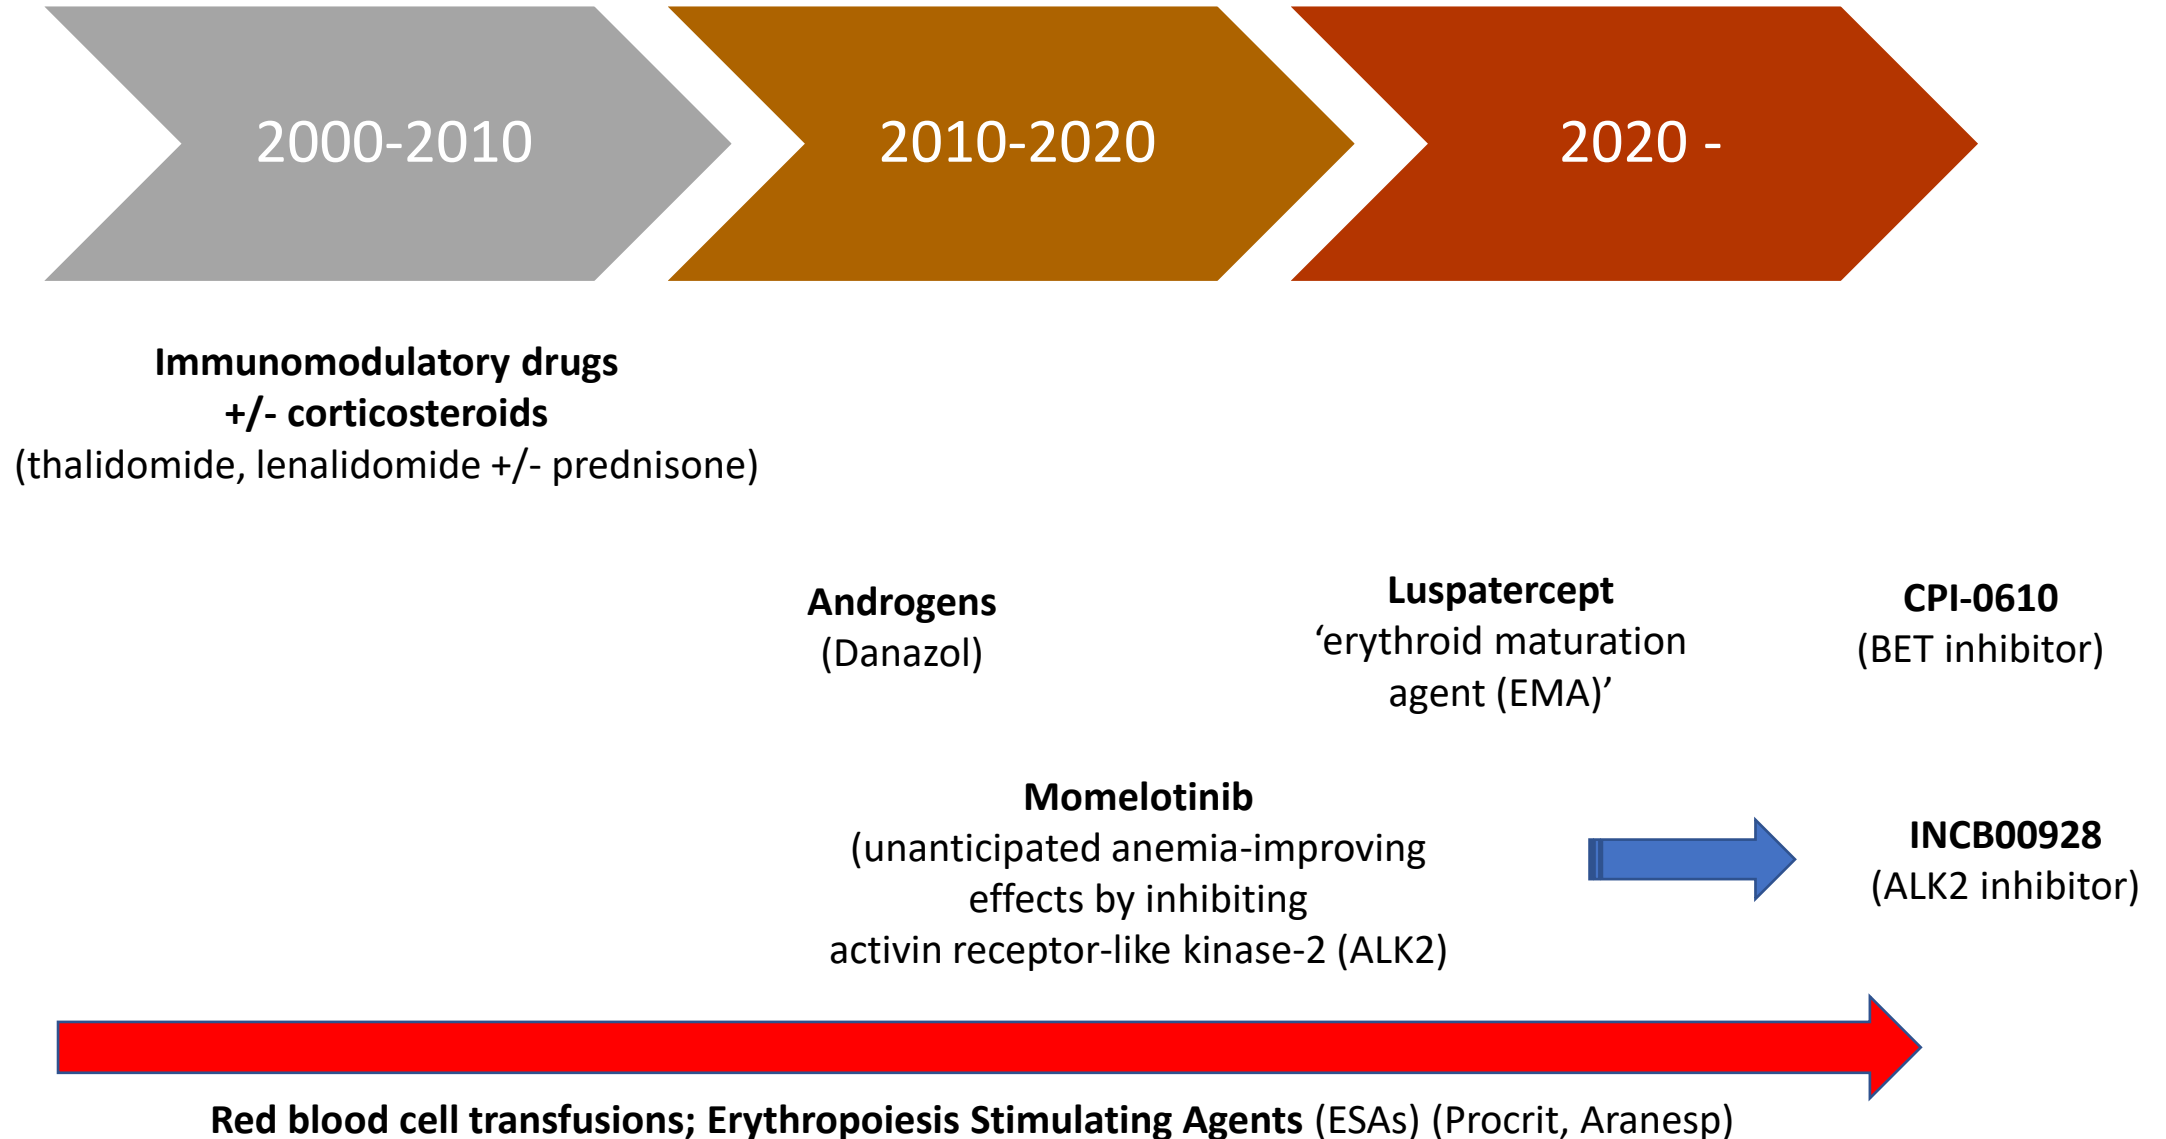 2000-2010
2010-2020
2020 -
Immunomodulatory drugs
+/- corticosteroids
(thalidomide, lenalidomide +/- prednisone)
Androgens
(Danazol)
Luspatercept
‘erythroid maturation
agent (EMA)’
CPI-0610
(BET inhibitor)
Momelotinib
(unanticipated anemia-improving
effects by inhibiting
activin receptor-like kinase-2 (ALK2)
INCB00928
(ALK2 inhibitor)
Red blood cell transfusions; Erythropoiesis Stimulating Agents (ESAs) (Procrit, Aranesp)